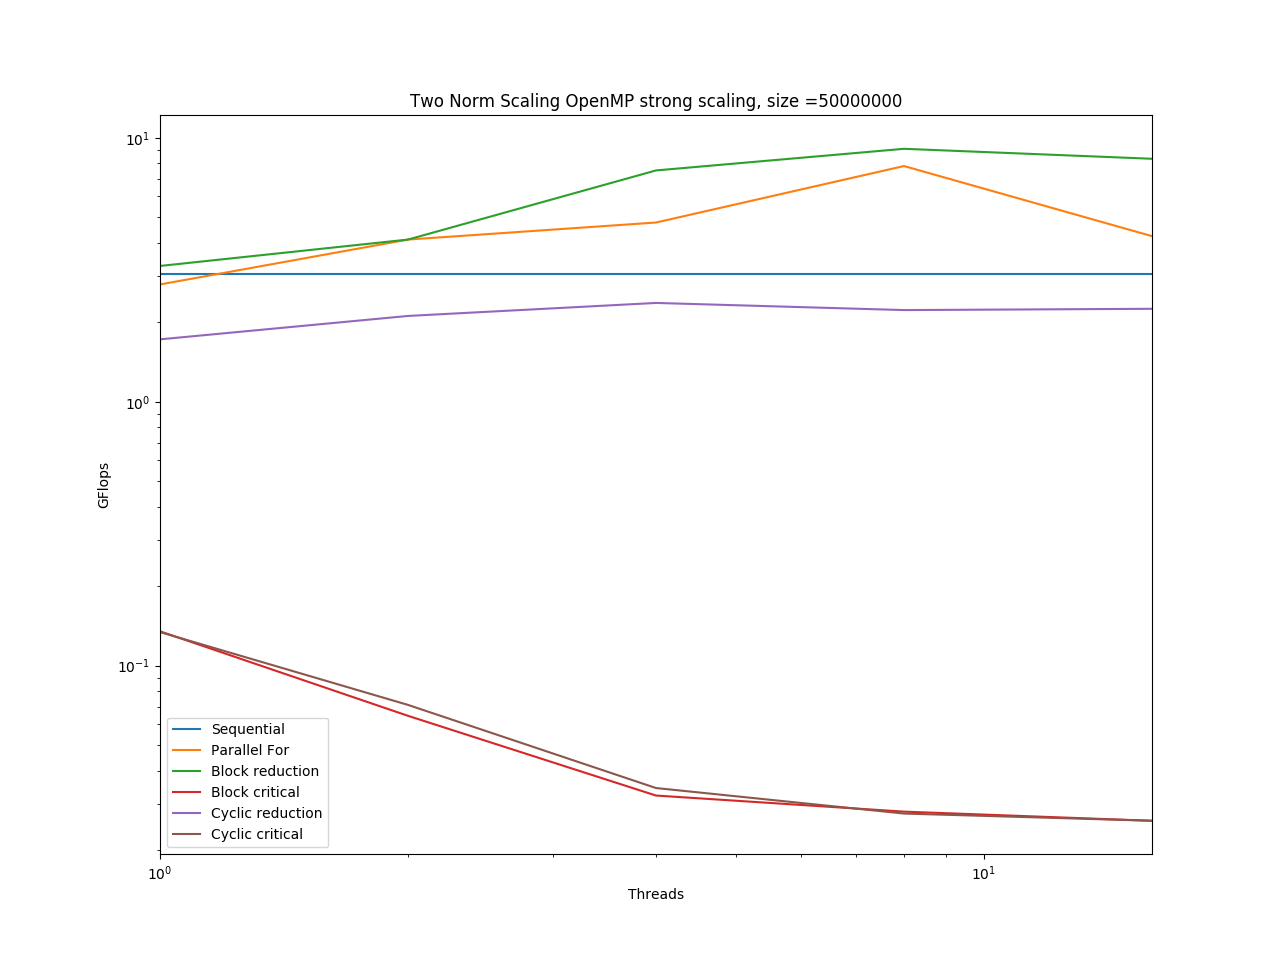 Two Norm Scaling OpenMP strong scaling, size =50000000
10¹
10⁰
10⁻¹
GFlops
Sequential
Parallel For
Block reduction
Block critical
Cyclic reduction
Cyclic critical
10⁰ 10¹
Threads